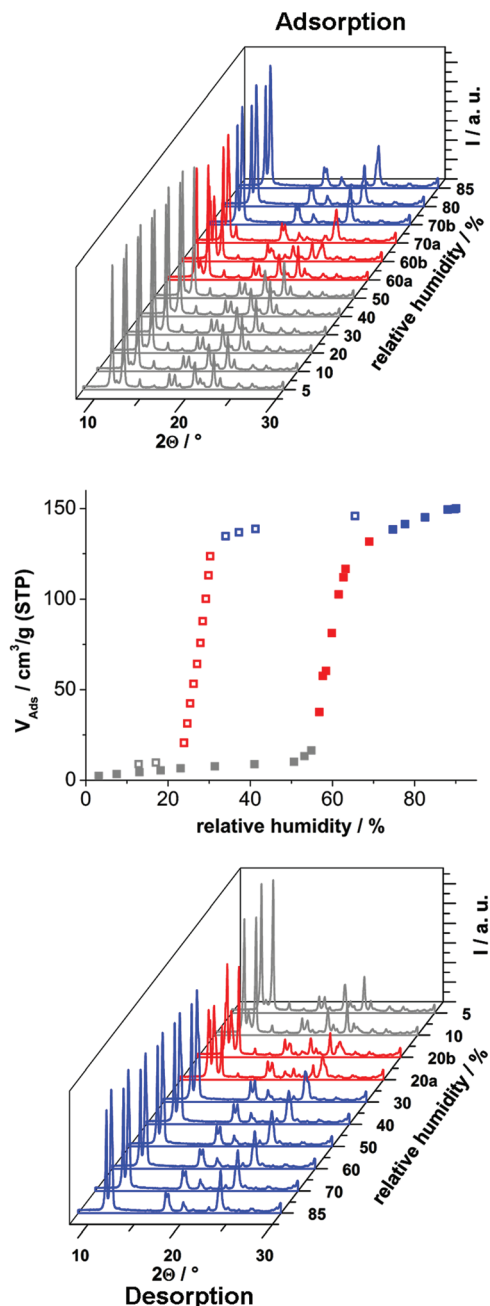 Adsorption
I / a. u.
85
80
70b
70a
60b
60a
50
40
30
20
10
5
relative humidity / %
10 20 30
2Θ / °
V_Ads / cm³/g (STP)
150
100
50
0
0 20 40 60 80
relative humidity / %
I / a. u.
5
10
20b
20a
30
40
50
60
70
85
relative humidity / %
10 20 30
2Θ / °
Desorption